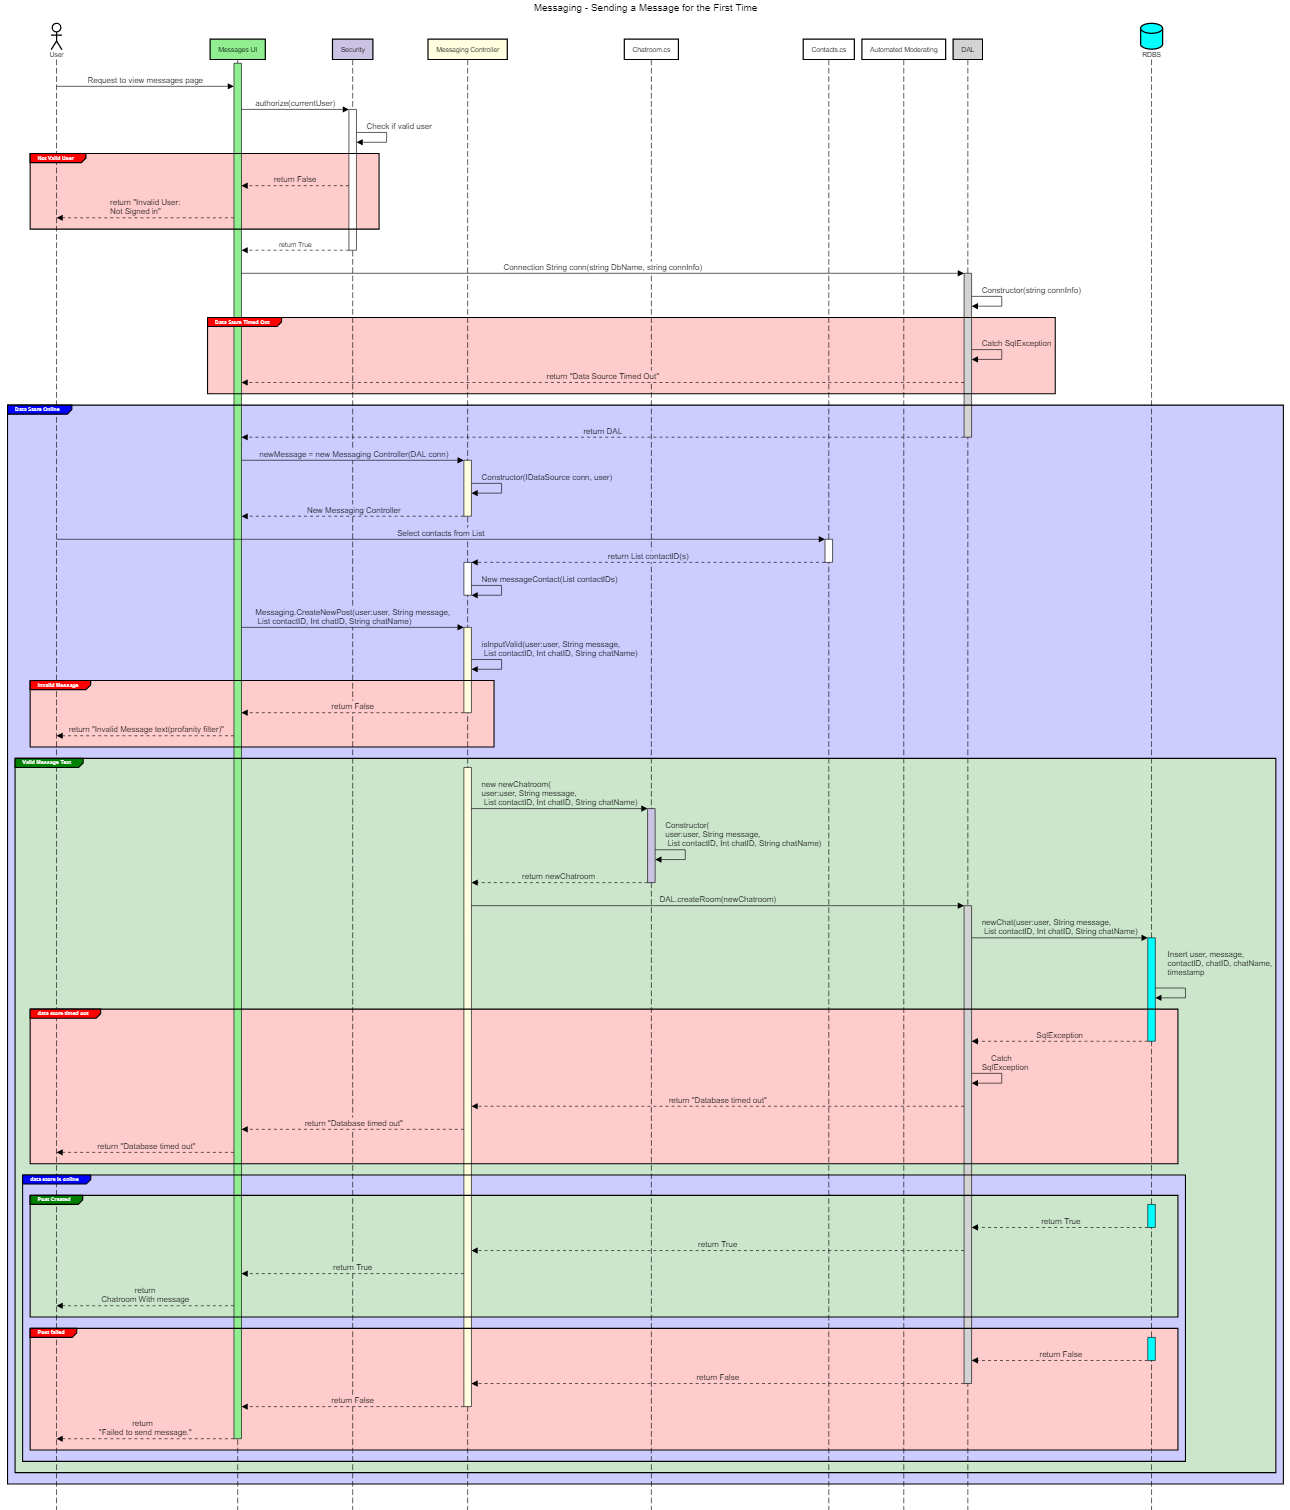 Messaging - Sending a Message for the First Time
User
Messages UI
Security
Messaging Controller
Chatroom.cs
Contacts.cs
Automated Moderating
DAL
RDBS
Request to view messages page
authorize(currentUser)
Check if valid user
Not Valid User
return False
return "Invalid User:
Not Signed in"
return True
Connection String conn(string DbName, string connInfo)
Constructor(string connInfo)
Data Store Timed Out
Catch SqlException
return "Data Source Timed Out"
Data Store Online
return DAL
newMessage = new Messaging Controller(DAL conn)
Constructor(IDataSource conn, user)
New Messaging Controller
Select contacts from List
return List contactID(s)
New messageContact(List contactIDs)
Messaging.CreateNewPost(user:user, String message,
List contactID, Int chatID, String chatName)
isInputValid(user:user, String message,
List contactID, Int chatID, String chatName)
Invalid Message
return False
return "Invalid Message text(profanity filter)"
Valid Message Text
new newChatroom(
user:user, String message,
List contactID, Int chatID, String chatName)
Constructor(
user:user, String message,
List contactID, Int chatID, String chatName)
return newChatroom
DAL.createRoom(newChatroom)
newChat(user:user, String message,
List contactID, Int chatID, String chatName)
Insert user, message,
contactID, chatID, chatName,
timestamp
data store timed out
SqlException
Catch
SqlException
return "Database timed out"
return "Database timed out"
return "Database timed out"
data store is online
Post Created
return True
return True
return True
return
Chatroom With message
Post failed
return False
return False
return False
return
"Failed to send message."